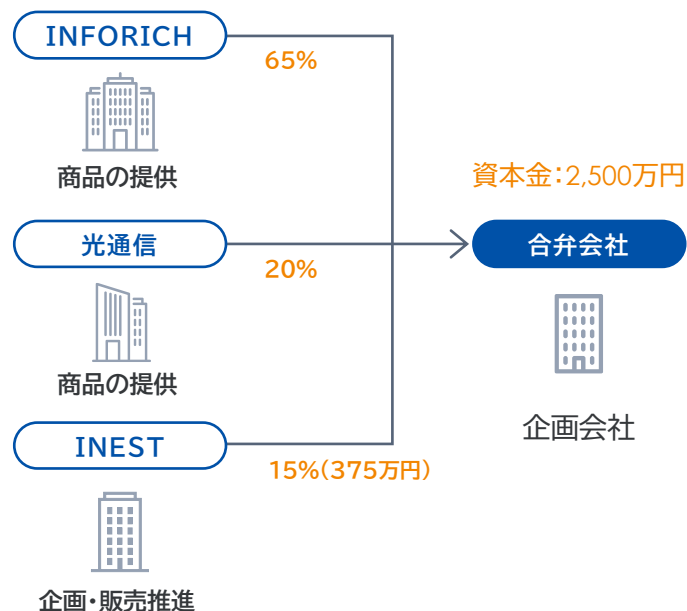 INFORICH
65%
商品の提供
資本金:2,500万円
光通信
20%
合弁会社
商品の提供
INEST
15%(375万円)
企画会社
企画・販売推進